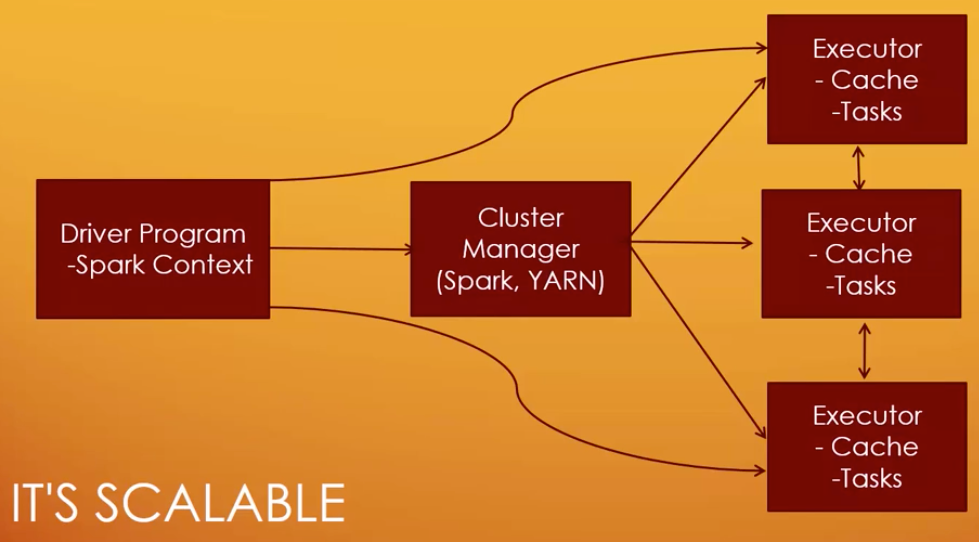 Driver Program
-Spark Context
Cluster
Manager
(Spark, YARN)
Executor
- Cache
-Tasks
Executor
- Cache
-Tasks
Executor
- Cache
-Tasks
IT'S SCALABLE